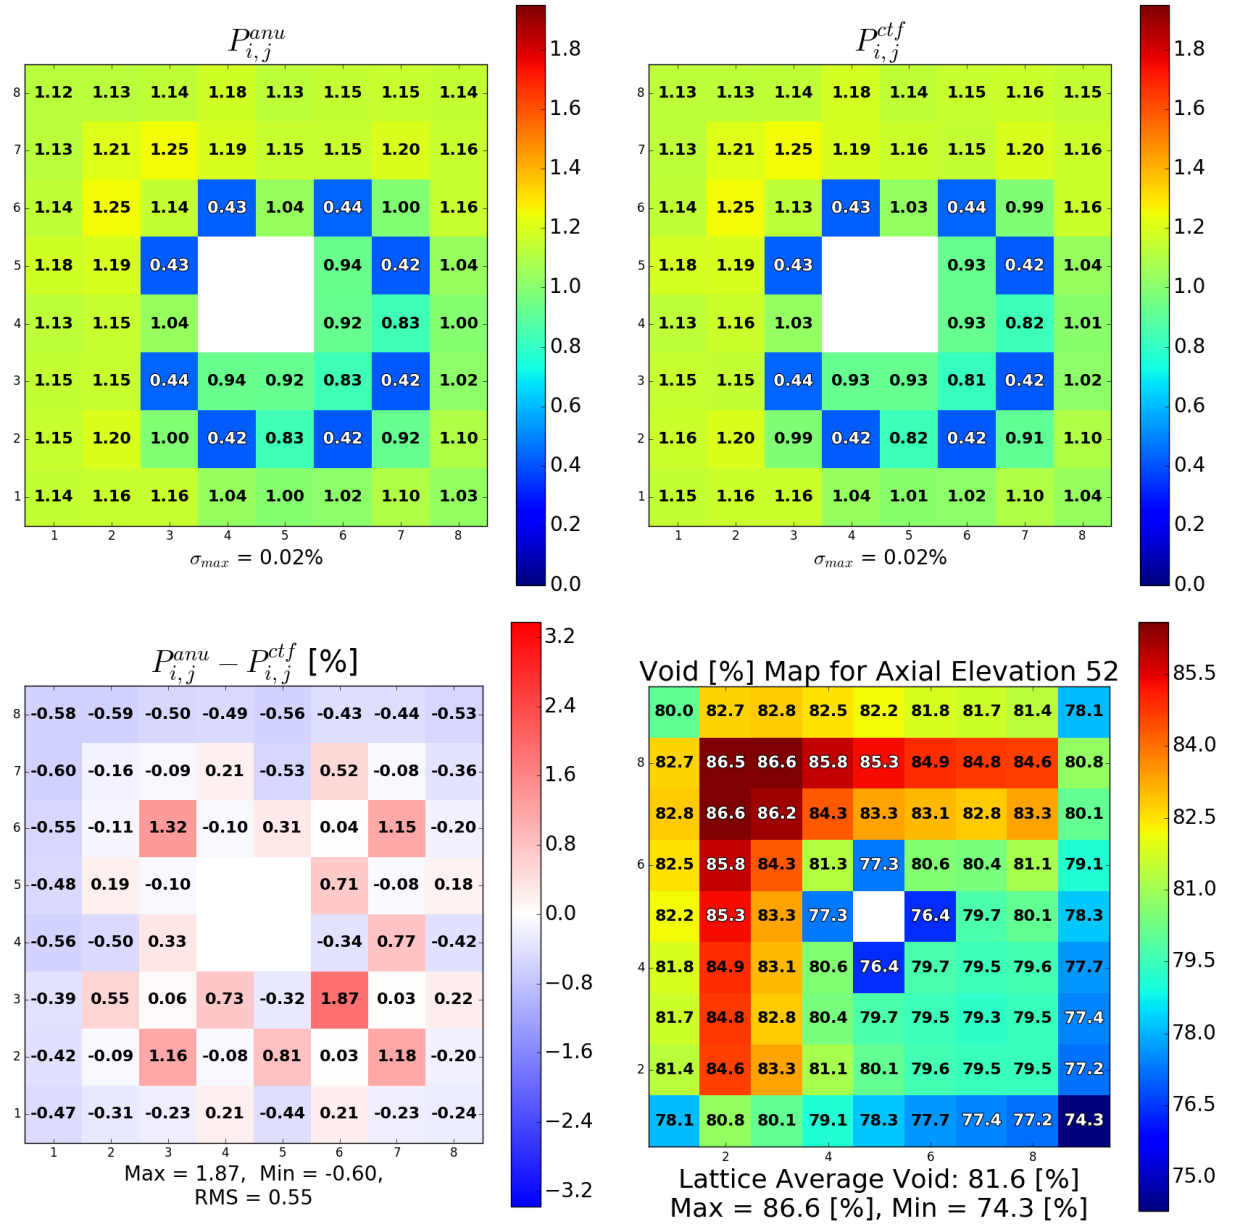 P_{i,j}^{anu}
8 1.12 1.13 1.14 1.18 1.13 1.15 1.15 1.14
7 1.13 1.21 1.25 1.19 1.15 1.15 1.20 1.16
6 1.14 1.25 1.14 0.43 1.04 0.44 1.00 1.16
5 1.18 1.19 0.43 0.94 0.42 1.04
4 1.13 1.15 1.04 0.92 0.83 1.00
3 1.15 1.15 0.44 0.94 0.92 0.83 0.42 1.02
2 1.15 1.20 1.00 0.42 0.83 0.42 0.92 1.10
1 1.14 1.16 1.16 1.04 1.00 1.02 1.10 1.03
1 2 3 4 5 6 7 8
σ_{max} = 0.02%
1.8
1.6
1.4
1.2
1.0
0.8
0.6
0.4
0.2
0.0
P_{i,j}^{ctf}
8 1.13 1.13 1.14 1.18 1.14 1.15 1.16 1.15
7 1.13 1.21 1.25 1.19 1.16 1.15 1.20 1.16
6 1.14 1.25 1.13 0.43 1.03 0.44 0.99 1.16
5 1.18 1.19 0.43 0.93 0.42 1.04
4 1.13 1.16 1.03 0.93 0.82 1.01
3 1.15 1.15 0.44 0.93 0.93 0.81 0.42 1.02
2 1.16 1.20 0.99 0.42 0.82 0.42 0.91 1.10
1 1.15 1.16 1.16 1.04 1.01 1.02 1.10 1.04
1 2 3 4 5 6 7 8
σ_{max} = 0.02%
1.8
1.6
1.4
1.2
1.0
0.8
0.6
0.4
0.2
0.0
P_{i,j}^{anu} − P_{i,j}^{ctf} [%]
8 -0.58 -0.59 -0.50 -0.49 -0.56 -0.43 -0.44 -0.53
7 -0.60 -0.16 -0.09 0.21 -0.53 0.52 -0.08 -0.36
6 -0.55 -0.11 1.32 -0.10 0.31 0.04 1.15 -0.20
5 -0.48 0.19 -0.10 0.71 -0.08 0.18
4 -0.56 -0.50 0.33 -0.34 0.77 -0.42
3 -0.39 0.55 0.06 0.73 -0.32 1.87 0.03 0.22
2 -0.42 -0.09 1.16 -0.08 0.81 0.03 1.18 -0.20
1 -0.47 -0.31 -0.23 0.21 -0.44 0.21 -0.23 -0.24
1 2 3 4 5 6 7 8
Max = 1.87, Min = -0.60,
RMS = 0.55
3.2
2.4
1.6
0.8
0.0
−0.8
−1.6
−2.4
−3.2
Void [%] Map for Axial Elevation 52
80.0 82.7 82.8 82.5 82.2 81.8 81.7 81.4 78.1
8 82.7 86.5 86.6 85.8 85.3 84.9 84.8 84.6 80.8
82.8 86.6 86.2 84.3 83.3 83.1 82.8 83.3 80.1
6 82.5 85.8 84.3 81.3 77.3 80.6 80.4 81.1 79.1
82.2 85.3 83.3 77.3 76.4 79.7 80.1 78.3
4 81.8 84.9 83.1 80.6 76.4 79.7 79.5 79.6 77.7
81.7 84.8 82.8 80.4 79.7 79.5 79.3 79.5 77.4
2 81.4 84.6 83.3 81.1 80.1 79.6 79.5 79.5 77.2
78.1 80.8 80.1 79.1 78.3 77.7 77.4 77.2 74.3
2 4 6 8
Lattice Average Void: 81.6 [%]
Max = 86.6 [%], Min = 74.3 [%]
85.5
84.0
82.5
81.0
79.5
78.0
76.5
75.0